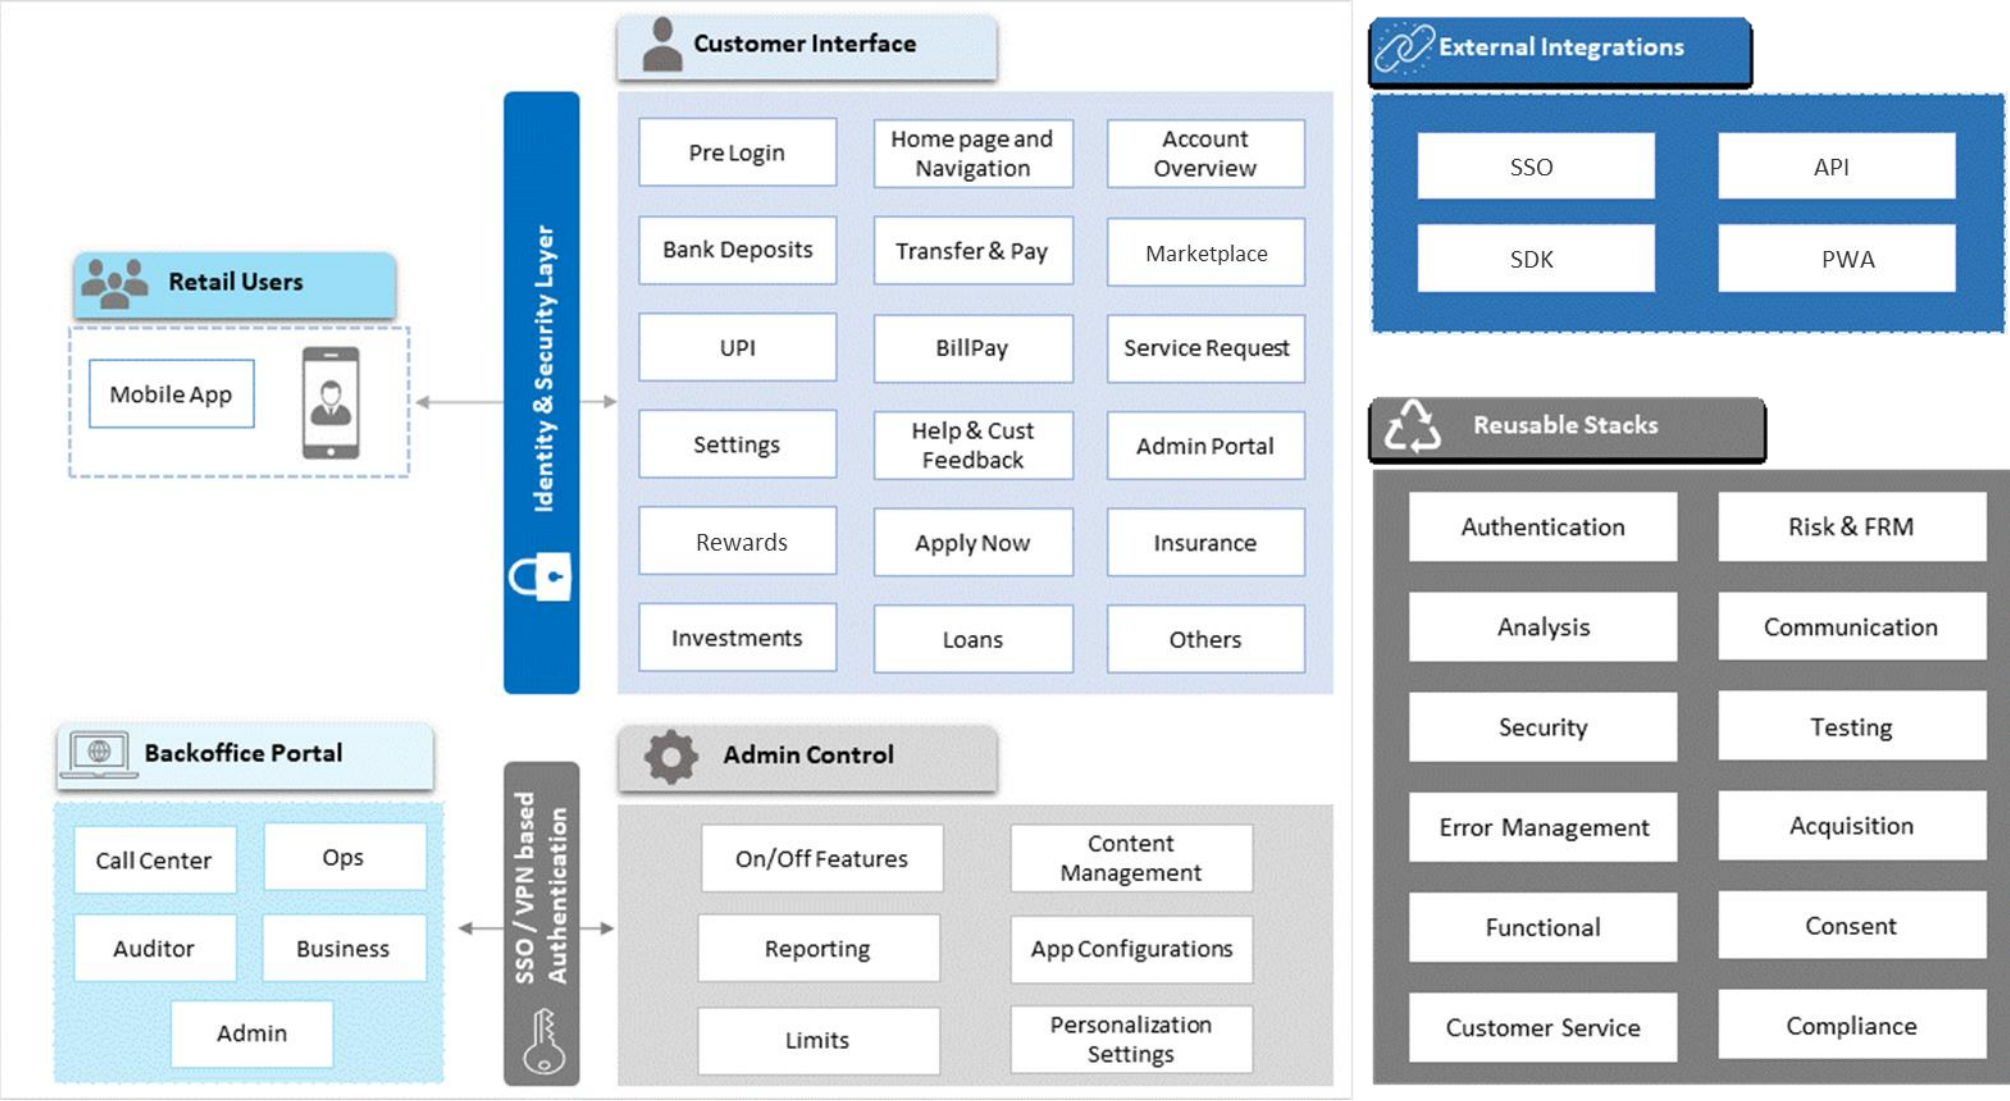 Customer Interface
Pre Login
Home page and
Navigation
Account
Overview
Bank Deposits
Transfer & Pay
Marketplace
UPI
BillPay
Service Request
Settings
Help & Cust
Feedback
Admin Portal
Rewards
Apply Now
Insurance
Investments
Loans
Others
Identity & Security Layer
Retail Users
Mobile App
Backoffice Portal
Call Center
Ops
Auditor
Business
Admin
SSO / VPN based
Authentication
Admin Control
On/Off Features
Content
Management
Reporting
App Configurations
Limits
Personalization
Settings
External Integrations
SSO
API
SDK
PWA
Reusable Stacks
Authentication
Risk & FRM
Analysis
Communication
Security
Testing
Error Management
Acquisition
Functional
Consent
Customer Service
Compliance